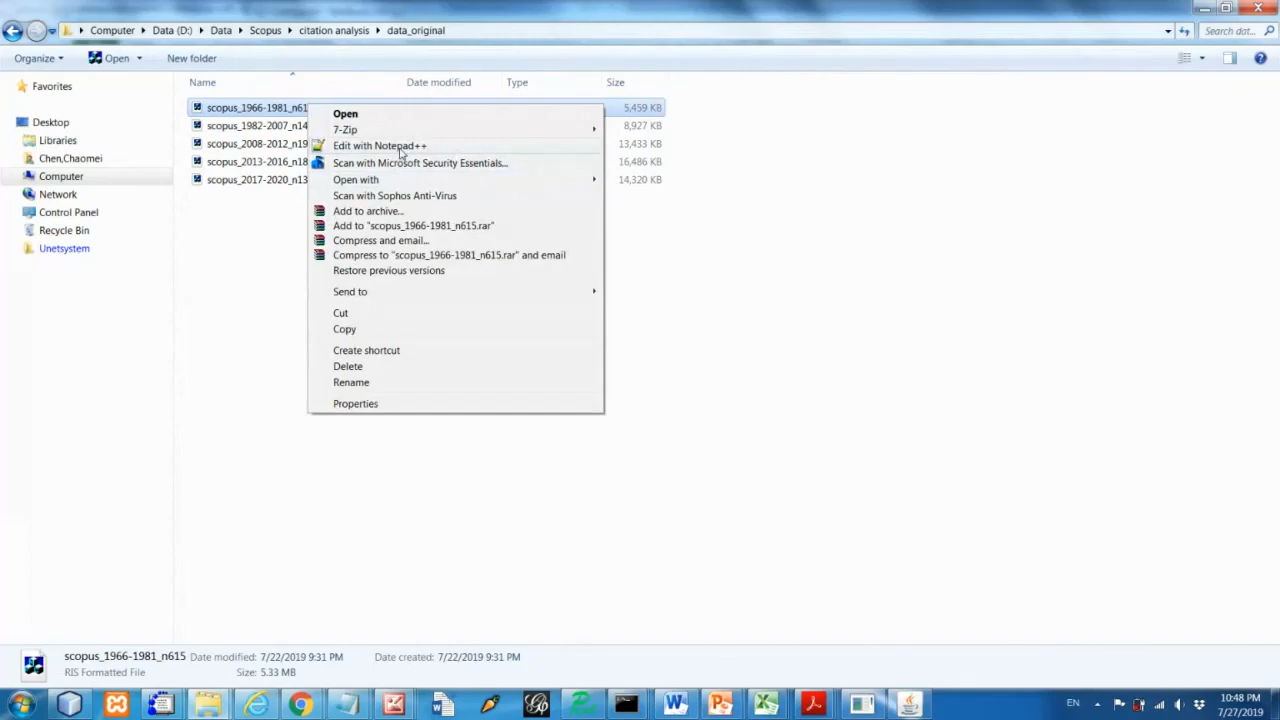 Computer ▸ Data (D:) ▸ Data ▸ Scopus ▸ citation analysis ▸ data_original
Search dat...
Organize
Open
New folder
Name
Date modified
Type
Size
Favorites
Desktop
Libraries
Chen,Chaomei
Computer
Network
Control Panel
Recycle Bin
Unetsystem
scopus_1966-1981_n61
5,459 KB
scopus_1982-2007_n14
8,927 KB
scopus_2008-2012_n19
13,433 KB
scopus_2013-2016_n18
16,486 KB
scopus_2017-2020_n13
14,320 KB
Open
7-Zip
Edit with Notepad++
Scan with Microsoft Security Essentials...
Open with
Scan with Sophos Anti-Virus
Add to archive...
Add to "scopus_1966-1981_n615.rar"
Compress and email...
Compress to "scopus_1966-1981_n615.rar" and email
Restore previous versions
Send to
Cut
Copy
Create shortcut
Delete
Rename
Properties
scopus_1966-1981_n615
Date modified: 7/22/2019 9:31 PM
Date created: 7/22/2019 9:31 PM
RIS Formatted File
Size: 5.33 MB
EN
10:48 PM
7/27/2019